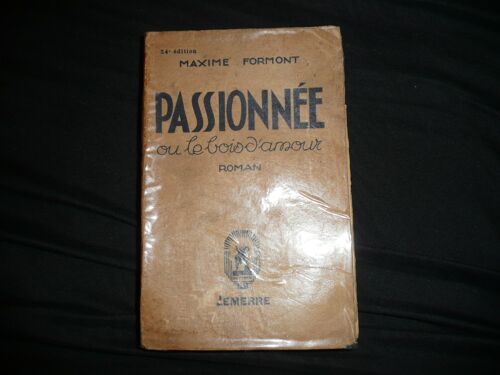 24e édition
MAXIME FORMONT
PASSIONNÉE
ou le bois d'amour
ROMAN
LEMERRE